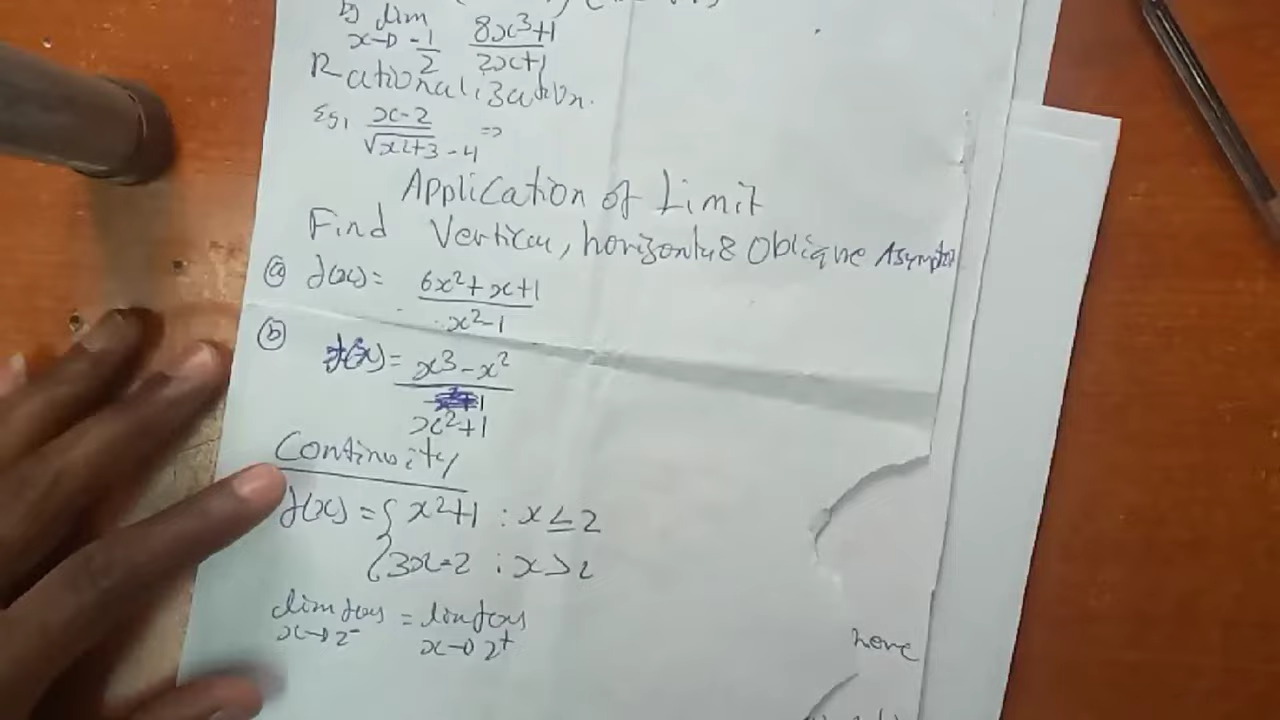 b) lim x→-1/2 8x³+1 / 2x+1
Rationalization.
Eg, x-2 / √x²+3 - 4 =>
Application of Limit
Find Vertical, horizontal & Oblique Asymptot
(a) f(x) = 6x²+x+1 / x²-1
(b) f(x) = x³-x² / x²+1
Continuity
f(x) = { x²+1 : x≤2
{ 3x-2 : x>2
lim f(x) x→2⁻ = lim f(x) x→2⁺